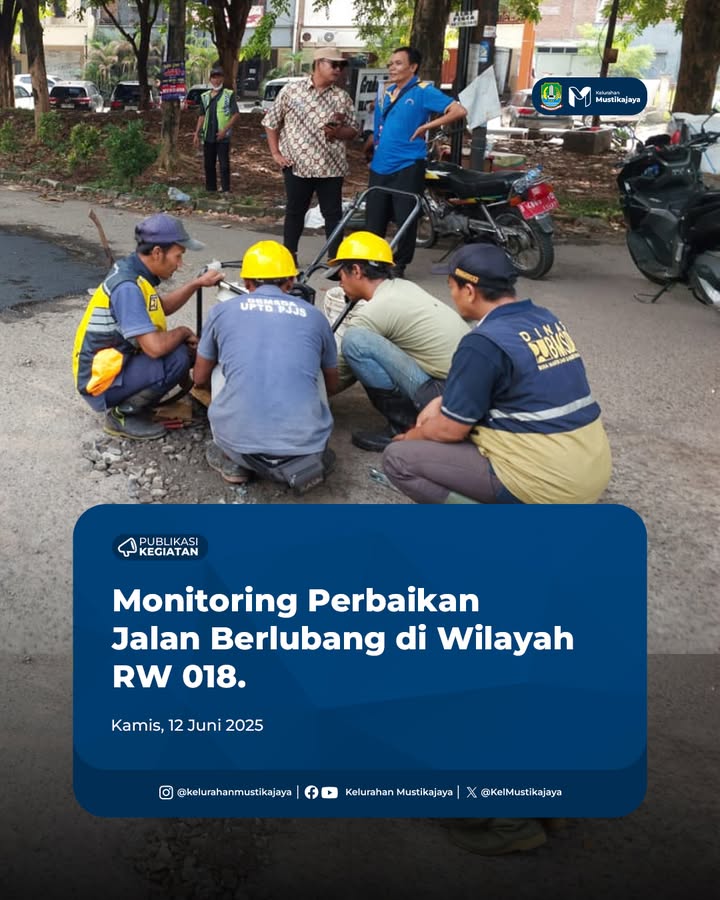 Kelurahan
Mustikajaya
UPTD PJJS
DINAS
PUBLIKASI
KEGIATAN
Monitoring Perbaikan
Jalan Berlubang di Wilayah
RW 018.
Kamis, 12 Juni 2025
@kelurahanmustikajaya | Kelurahan Mustikajaya | @KelMustikajaya